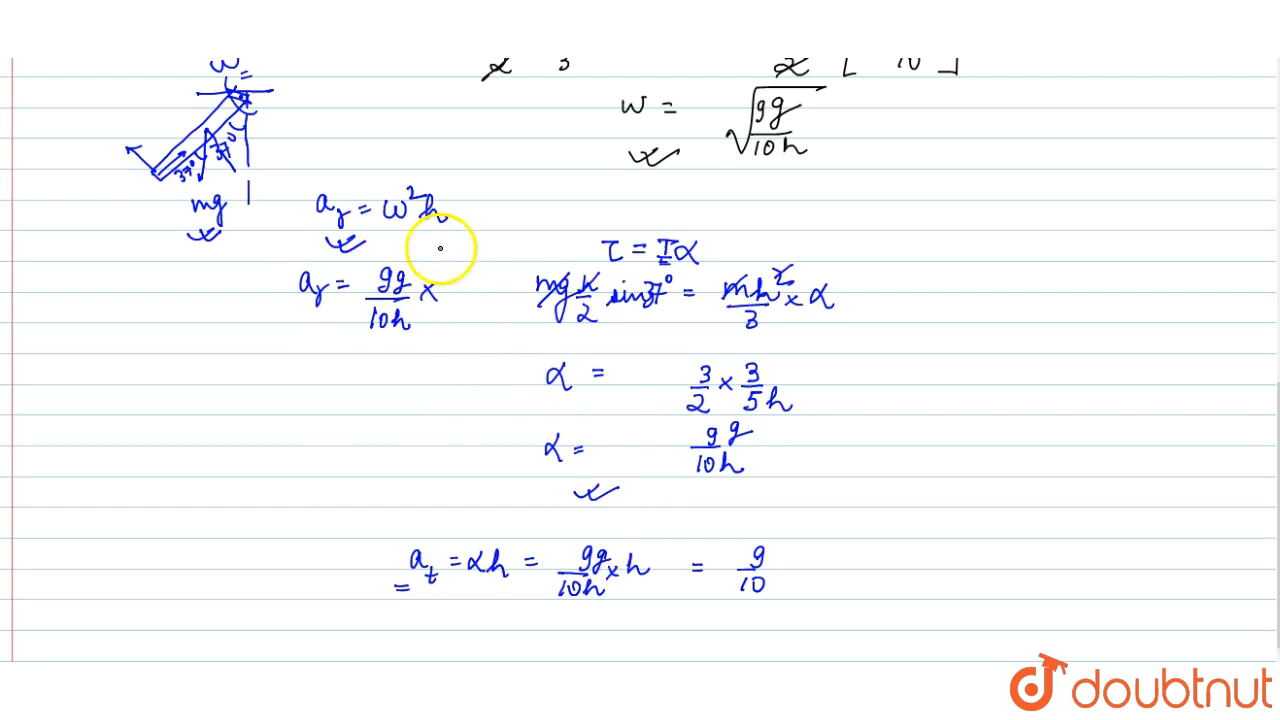 ω =
ω = √(9g/10h)
37°
37°
mg
a_r = ω²h
τ = Iα
a_r = 9g/10h ×
mg h/2 sin37° = mh²/3 × α
α = 3/2 × 3/5h
α = 9g/10h
a_t = αh = 9g/10h × h = 9/10
=
doubtnut